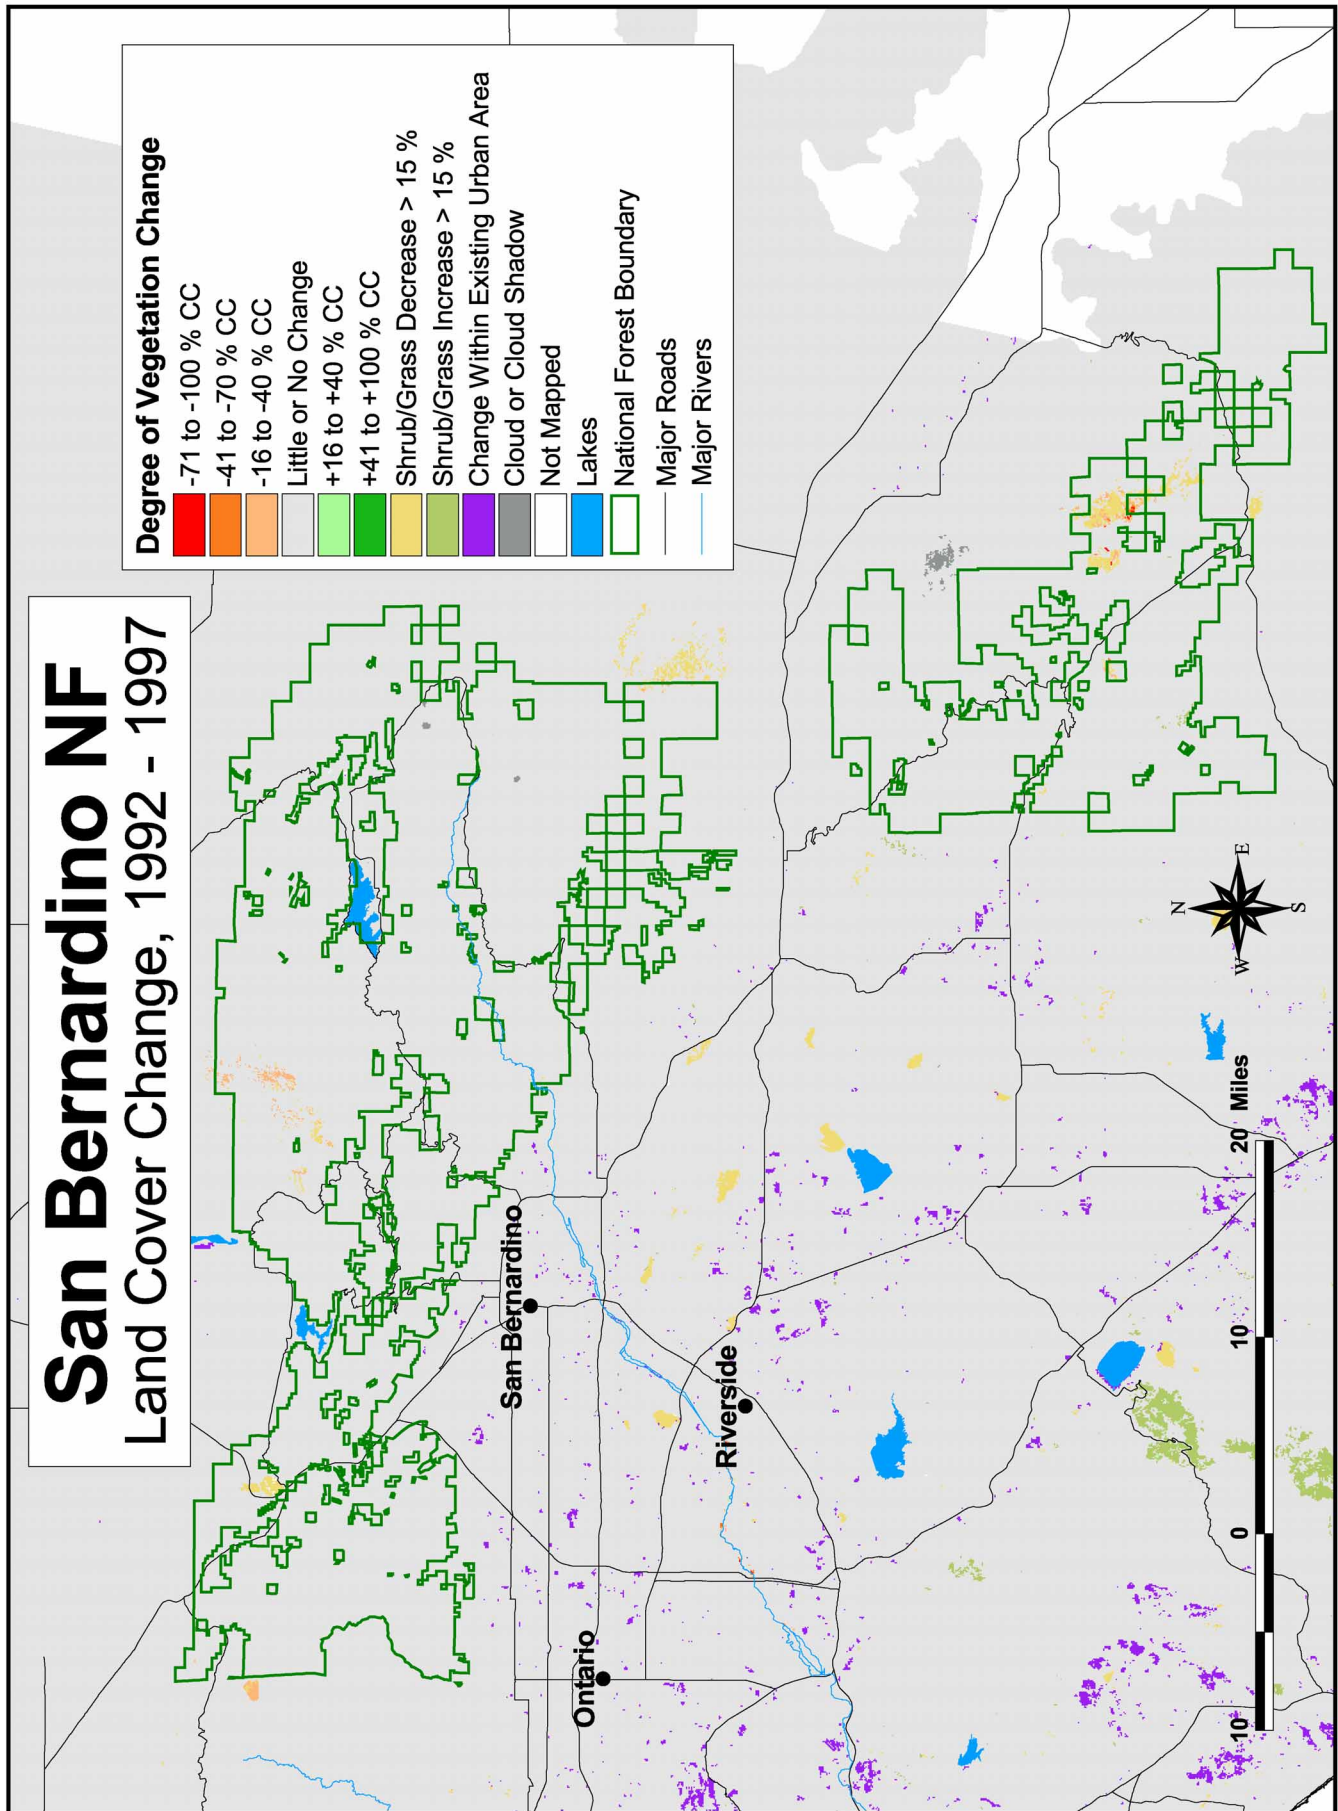 San Bernardino NF
Land Cover Change, 1992 - 1997
Degree of Vegetation Change
-71 to -100 % CC
-41 to -70 % CC
-16 to -40 % CC
Little or No Change
+16 to +40 % CC
+41 to +100 % CC
Shrub/Grass Decrease > 15 %
Shrub/Grass Increase > 15 %
Change Within Existing Urban Area
Cloud or Cloud Shadow
Not Mapped
Lakes
National Forest Boundary
Major Roads
Major Rivers
San Bernardino
Ontario
Riverside
N
W
E
S
10 0 10 20 Miles